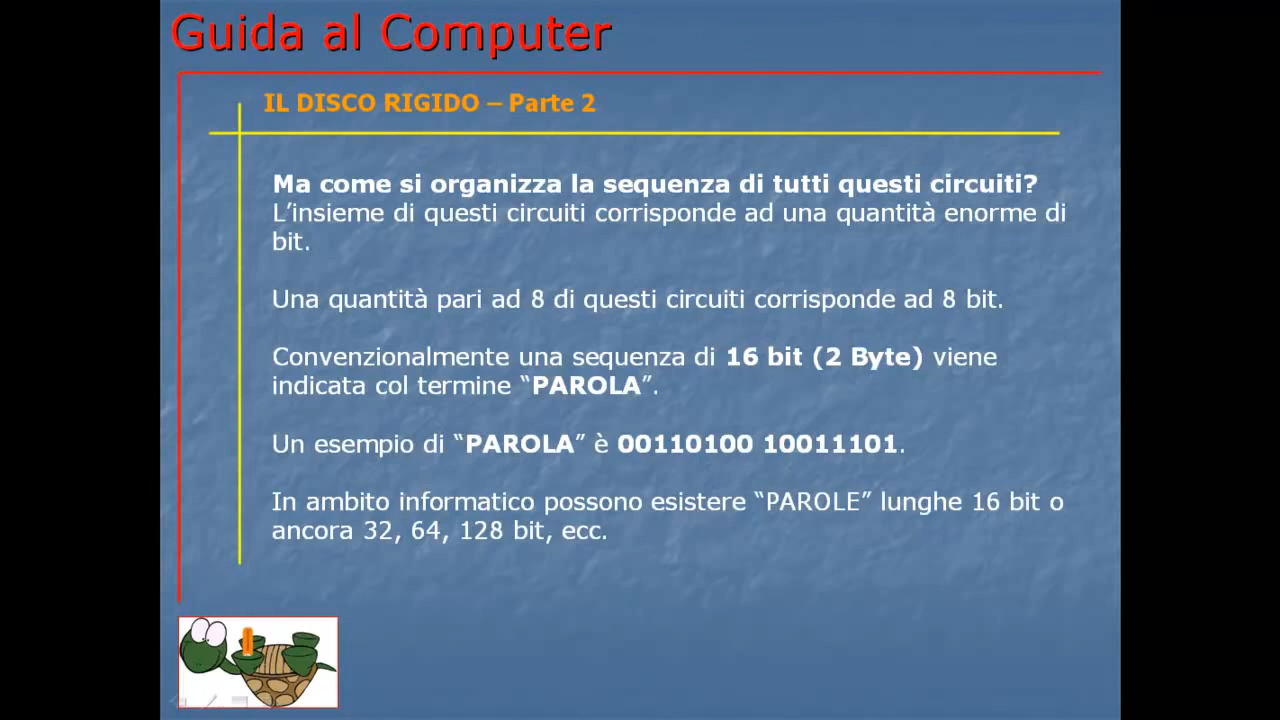 Guida al Computer
IL DISCO RIGIDO – Parte 2
Ma come si organizza la sequenza di tutti questi circuiti?
L’insieme di questi circuiti corrisponde ad una quantità enorme di
bit.
Una quantità pari ad 8 di questi circuiti corrisponde ad 8 bit.
Convenzionalmente una sequenza di 16 bit (2 Byte) viene
indicata col termine “PAROLA”.
Un esempio di “PAROLA” è 00110100 10011101.
In ambito informatico possono esistere “PAROLE” lunghe 16 bit o
ancora 32, 64, 128 bit, ecc.